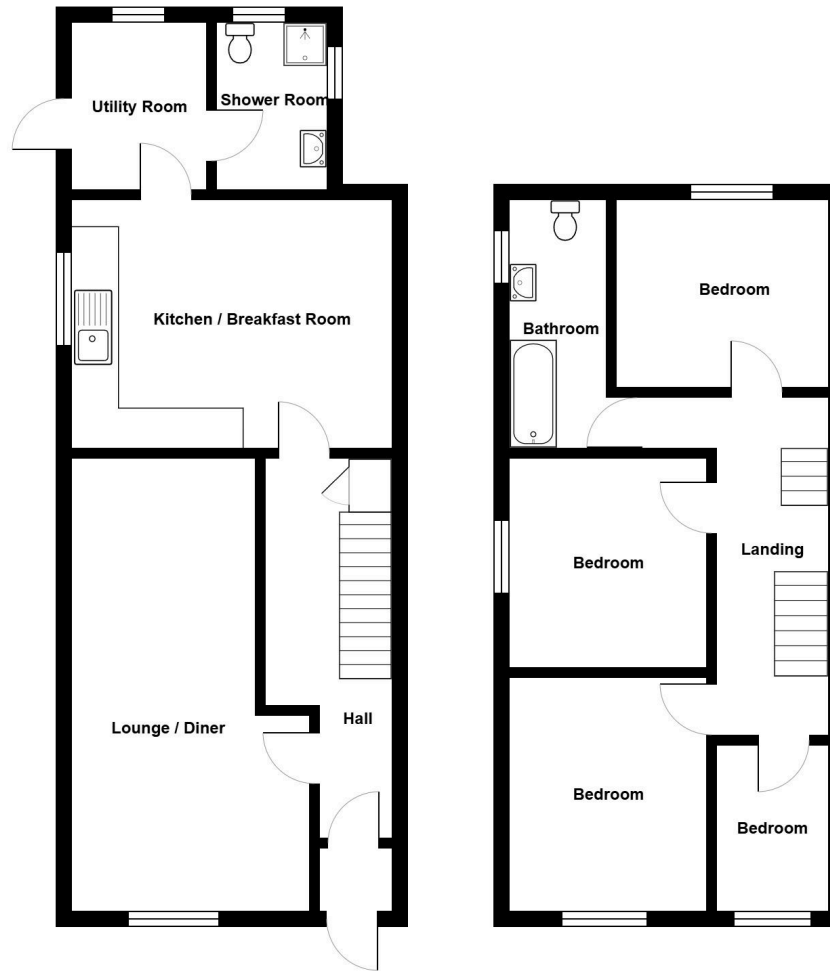 Utility Room
Shower Room
Kitchen / Breakfast Room
Lounge / Diner
Hall
Bathroom
Bedroom
Bedroom
Landing
Bedroom
Bedroom